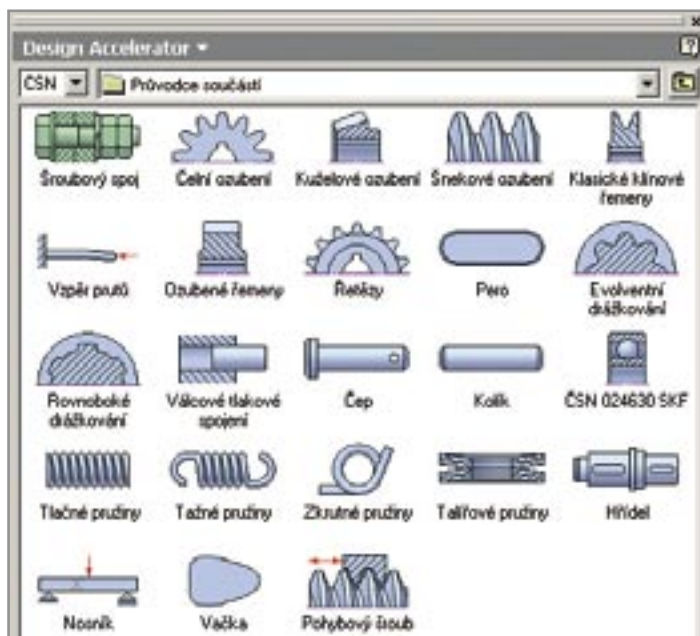 Design Accelerator
ČSN Průvodce součástí
Šroubový spoj Čelní ozubení Kuželové ozubení Šnekové ozubení Klasické klínové
řemeny
Vzpěr prutů Ozubené řemeny Řetězy Pero Evolventní
drážkování
Rovnoboké Válcové tlakové Čep Kolík ČSN 024630 SKF
drážkování spojení
Tlačné pružiny Tažné pružiny Zkrutné pružiny Talířové pružiny Hřídel
Nosník Vačka Pohybový šroub